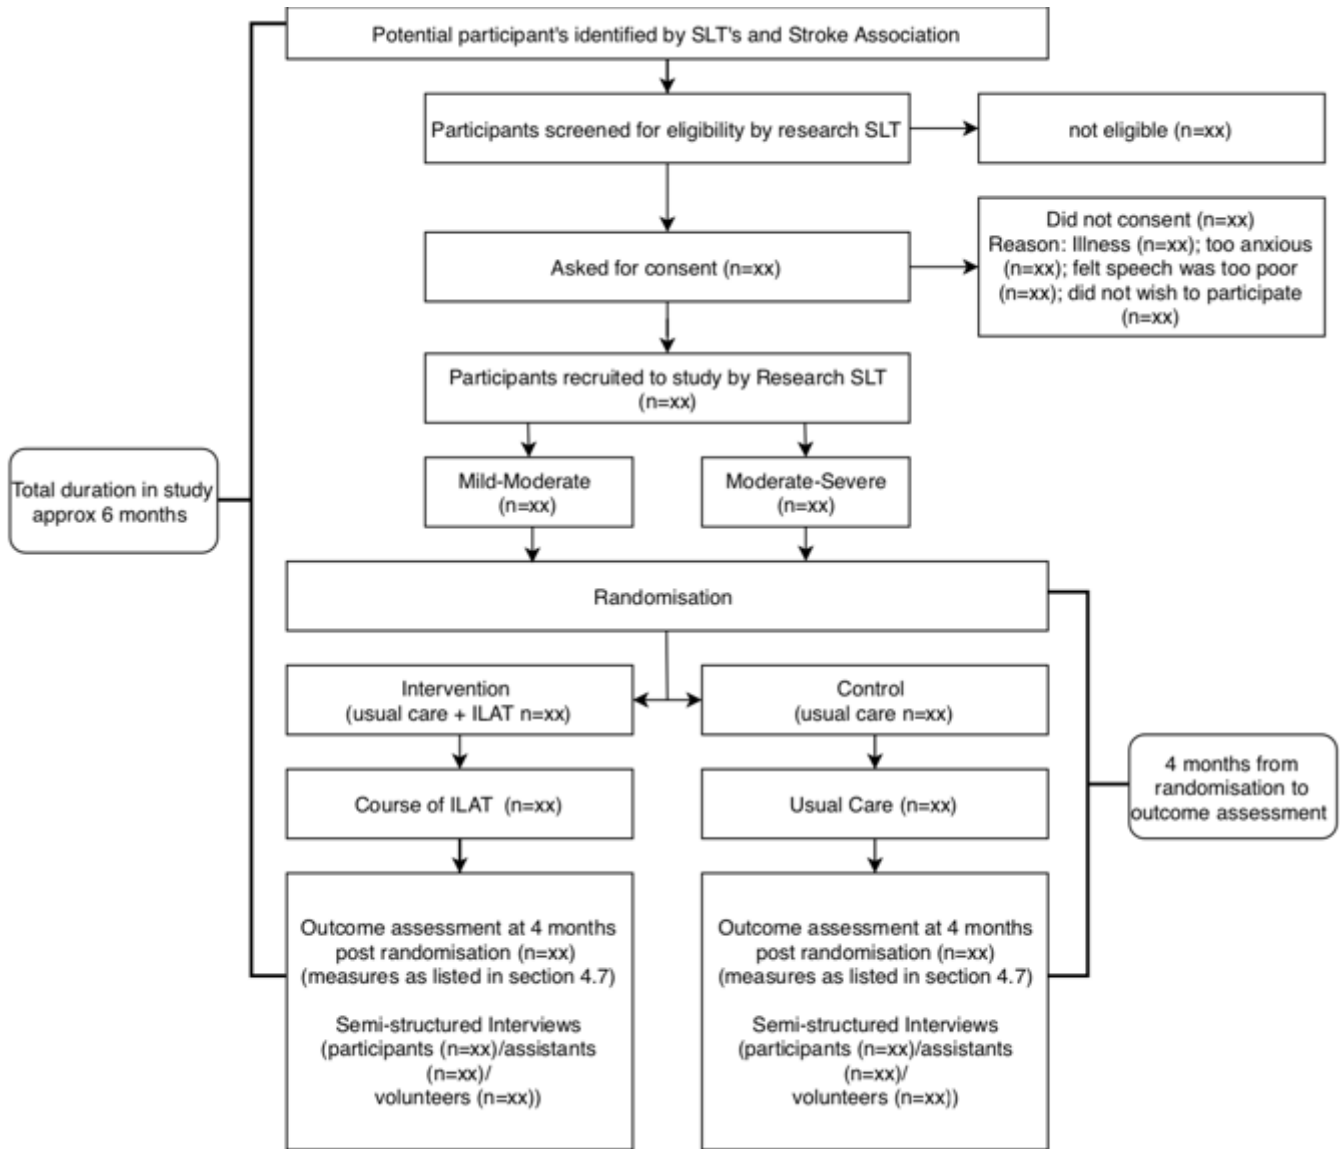 Potential participant's identified by SLT's and Stroke Association
Participants screened for eligibility by research SLT
not eligible (n=xx)
Asked for consent (n=xx)
Did not consent (n=xx)
Reason: Illness (n=xx); too anxious
(n=xx); felt speech was too poor
(n=xx); did not wish to participate
(n=xx)
Participants recruited to study by Research SLT
(n=xx)
Total duration in study
approx 6 months
Mild-Moderate
(n=xx)
Moderate-Severe
(n=xx)
Randomisation
Intervention
(usual care + ILAT n=xx)
Control
(usual care n=xx)
Course of ILAT (n=xx)
Usual Care (n=xx)
4 months from
randomisation to
outcome assessment
Outcome assessment at 4 months
post randomisation (n=xx)
(measures as listed in section 4.7)
Semi-structured Interviews
(participants (n=xx)/assistants
(n=xx)/
volunteers (n=xx))
Outcome assessment at 4 months
post randomisation (n=xx)
(measures as listed in section 4.7)
Semi-structured Interviews
(participants (n=xx)/assistants
(n=xx)/
volunteers (n=xx))